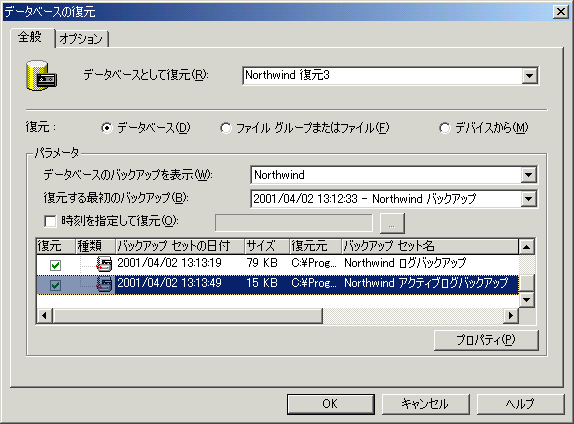 データベースの復元
全般 オプション
データベースとして復元(R): Northwind 復元3
復元: データベース(D) ファイル グループまたはファイル(F) デバイスから(M)
パラメータ
データベースのバックアップを表示(W): Northwind
復元する最初のバックアップ(B): 2001/04/02 13:12:33 - Northwind バックアップ
時刻を指定して復元(O): ...
復元 種類 バックアップ セットの日付 サイズ 復元元 バックアップ セット名
2001/04/02 13:13:19 79 KB C:¥Prog... Northwind ログバックアップ
2001/04/02 13:13:49 15 KB C:¥Prog... Northwind アクティブログバックアップ
プロパティ(P)
OK キャンセル ヘルプ